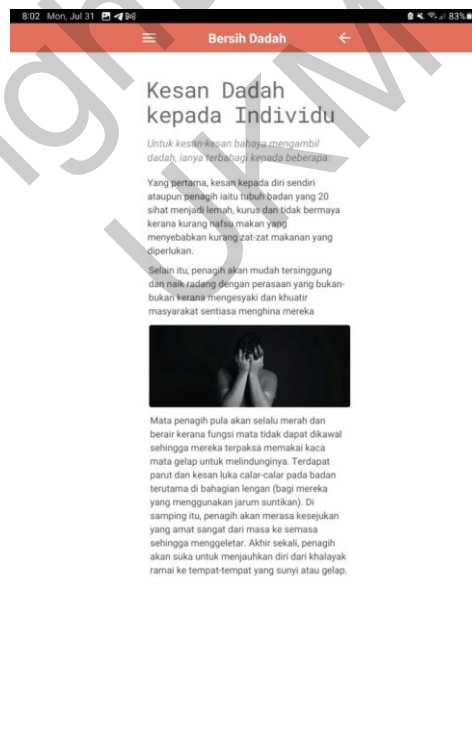 8:02 Mon, Jul 31
83%
Bersih Dadah
Kesan Dadah
kepada Individu
Untuk kesan-kesan bahaya mengambil
dadah, ianya terbahagi kepada beberapa:
Yang pertama, kesan kepada diri sendiri
ataupun penagih iaitu tubuh badan yang 20
sihat menjadi lemah, kurus dan tidak bermaya
kerana kurang nafsu makan yang
menyebabkan kurang zat-zat makanan yang
diperlukan.
Selain itu, penagih akan mudah tersinggung
dan naik radang dengan perasaan yang bukan-
bukan kerana mengesyaki dan khuatir
masyarakat sentiasa menghina mereka
Mata penagih pula akan selalu merah dan
berair kerana fungsi mata tidak dapat dikawal
sehingga mereka terpaksa memakai kaca
mata gelap untuk melindunginya. Terdapat
parut dan kesan luka calar-calar pada badan
terutama di bahagian lengan (bagi mereka
yang menggunakan jarum suntikan). Di
samping itu, penagih akan merasa kesejukan
yang amat sangat dari masa ke semasa
sehingga menggeletar. Akhir sekali, penagih
akan suka untuk menjauhkan diri dari khalayak
ramai ke tempat-tempat yang sunyi atau gelap.
UKM